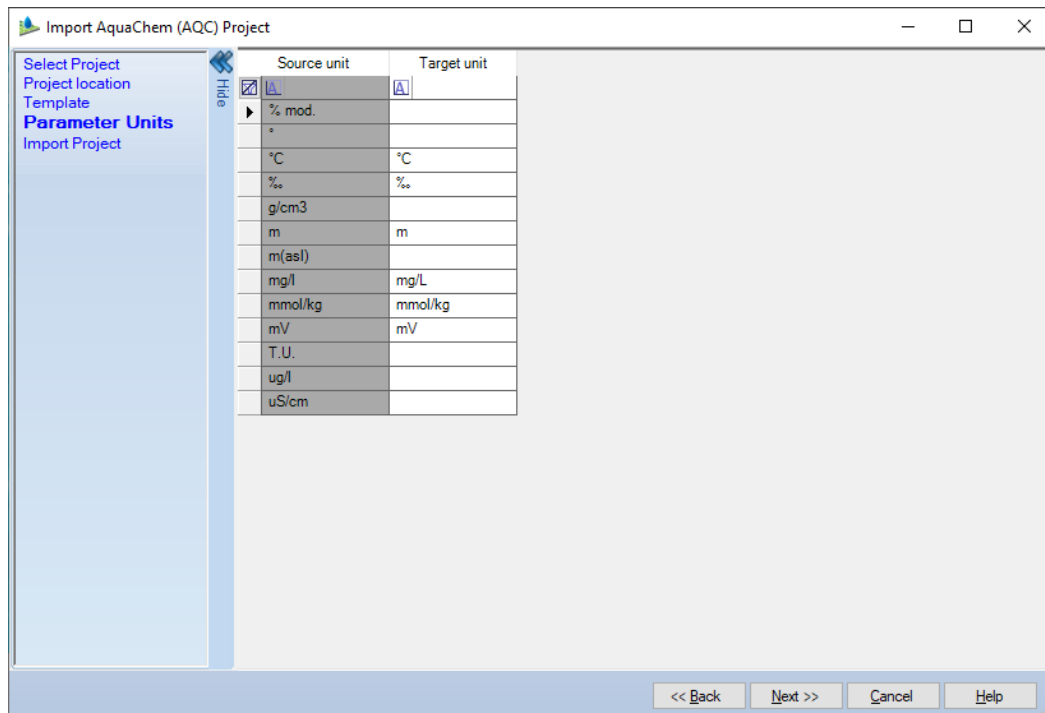 Import AquaChem (AQC) Project
Select Project
Project location
Template
Parameter Units
Import Project
Hide
Source unit Target unit
A A
% mod.
°
°C °C
‰ ‰
g/cm3
m m
m(asl)
mg/l mg/L
mmol/kg mmol/kg
mV mV
T.U.
ug/l
uS/cm
<< Back Next >> Cancel Help